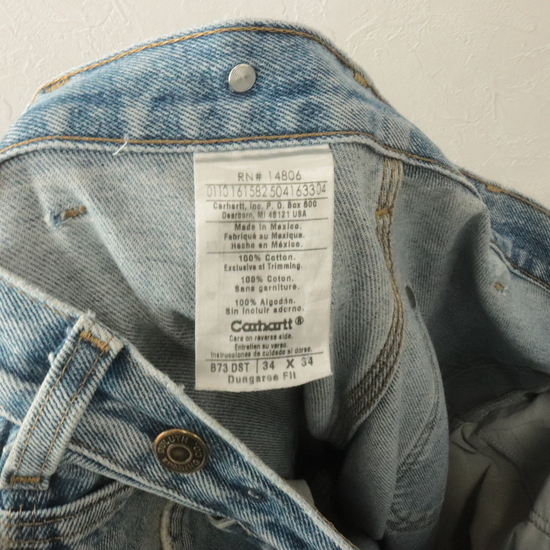 RN# 14806
0110161582504163304
Carhartt, Inc. P.O. Box 600
Dearborn, MI 48121 USA
Made in Mexico.
Fabriqué au Mexique.
Hecho en México.
100% Cotton.
Exclusive of Trimming.
100% Coton.
Sans garniture.
100% Algodón.
Sin incluir adorno.
Carhartt®
Care on reverse side.
Entretien au verso.
Instrucciones de cuidado al dorso.
B73 DST 34 X 34
Dungaree Fit